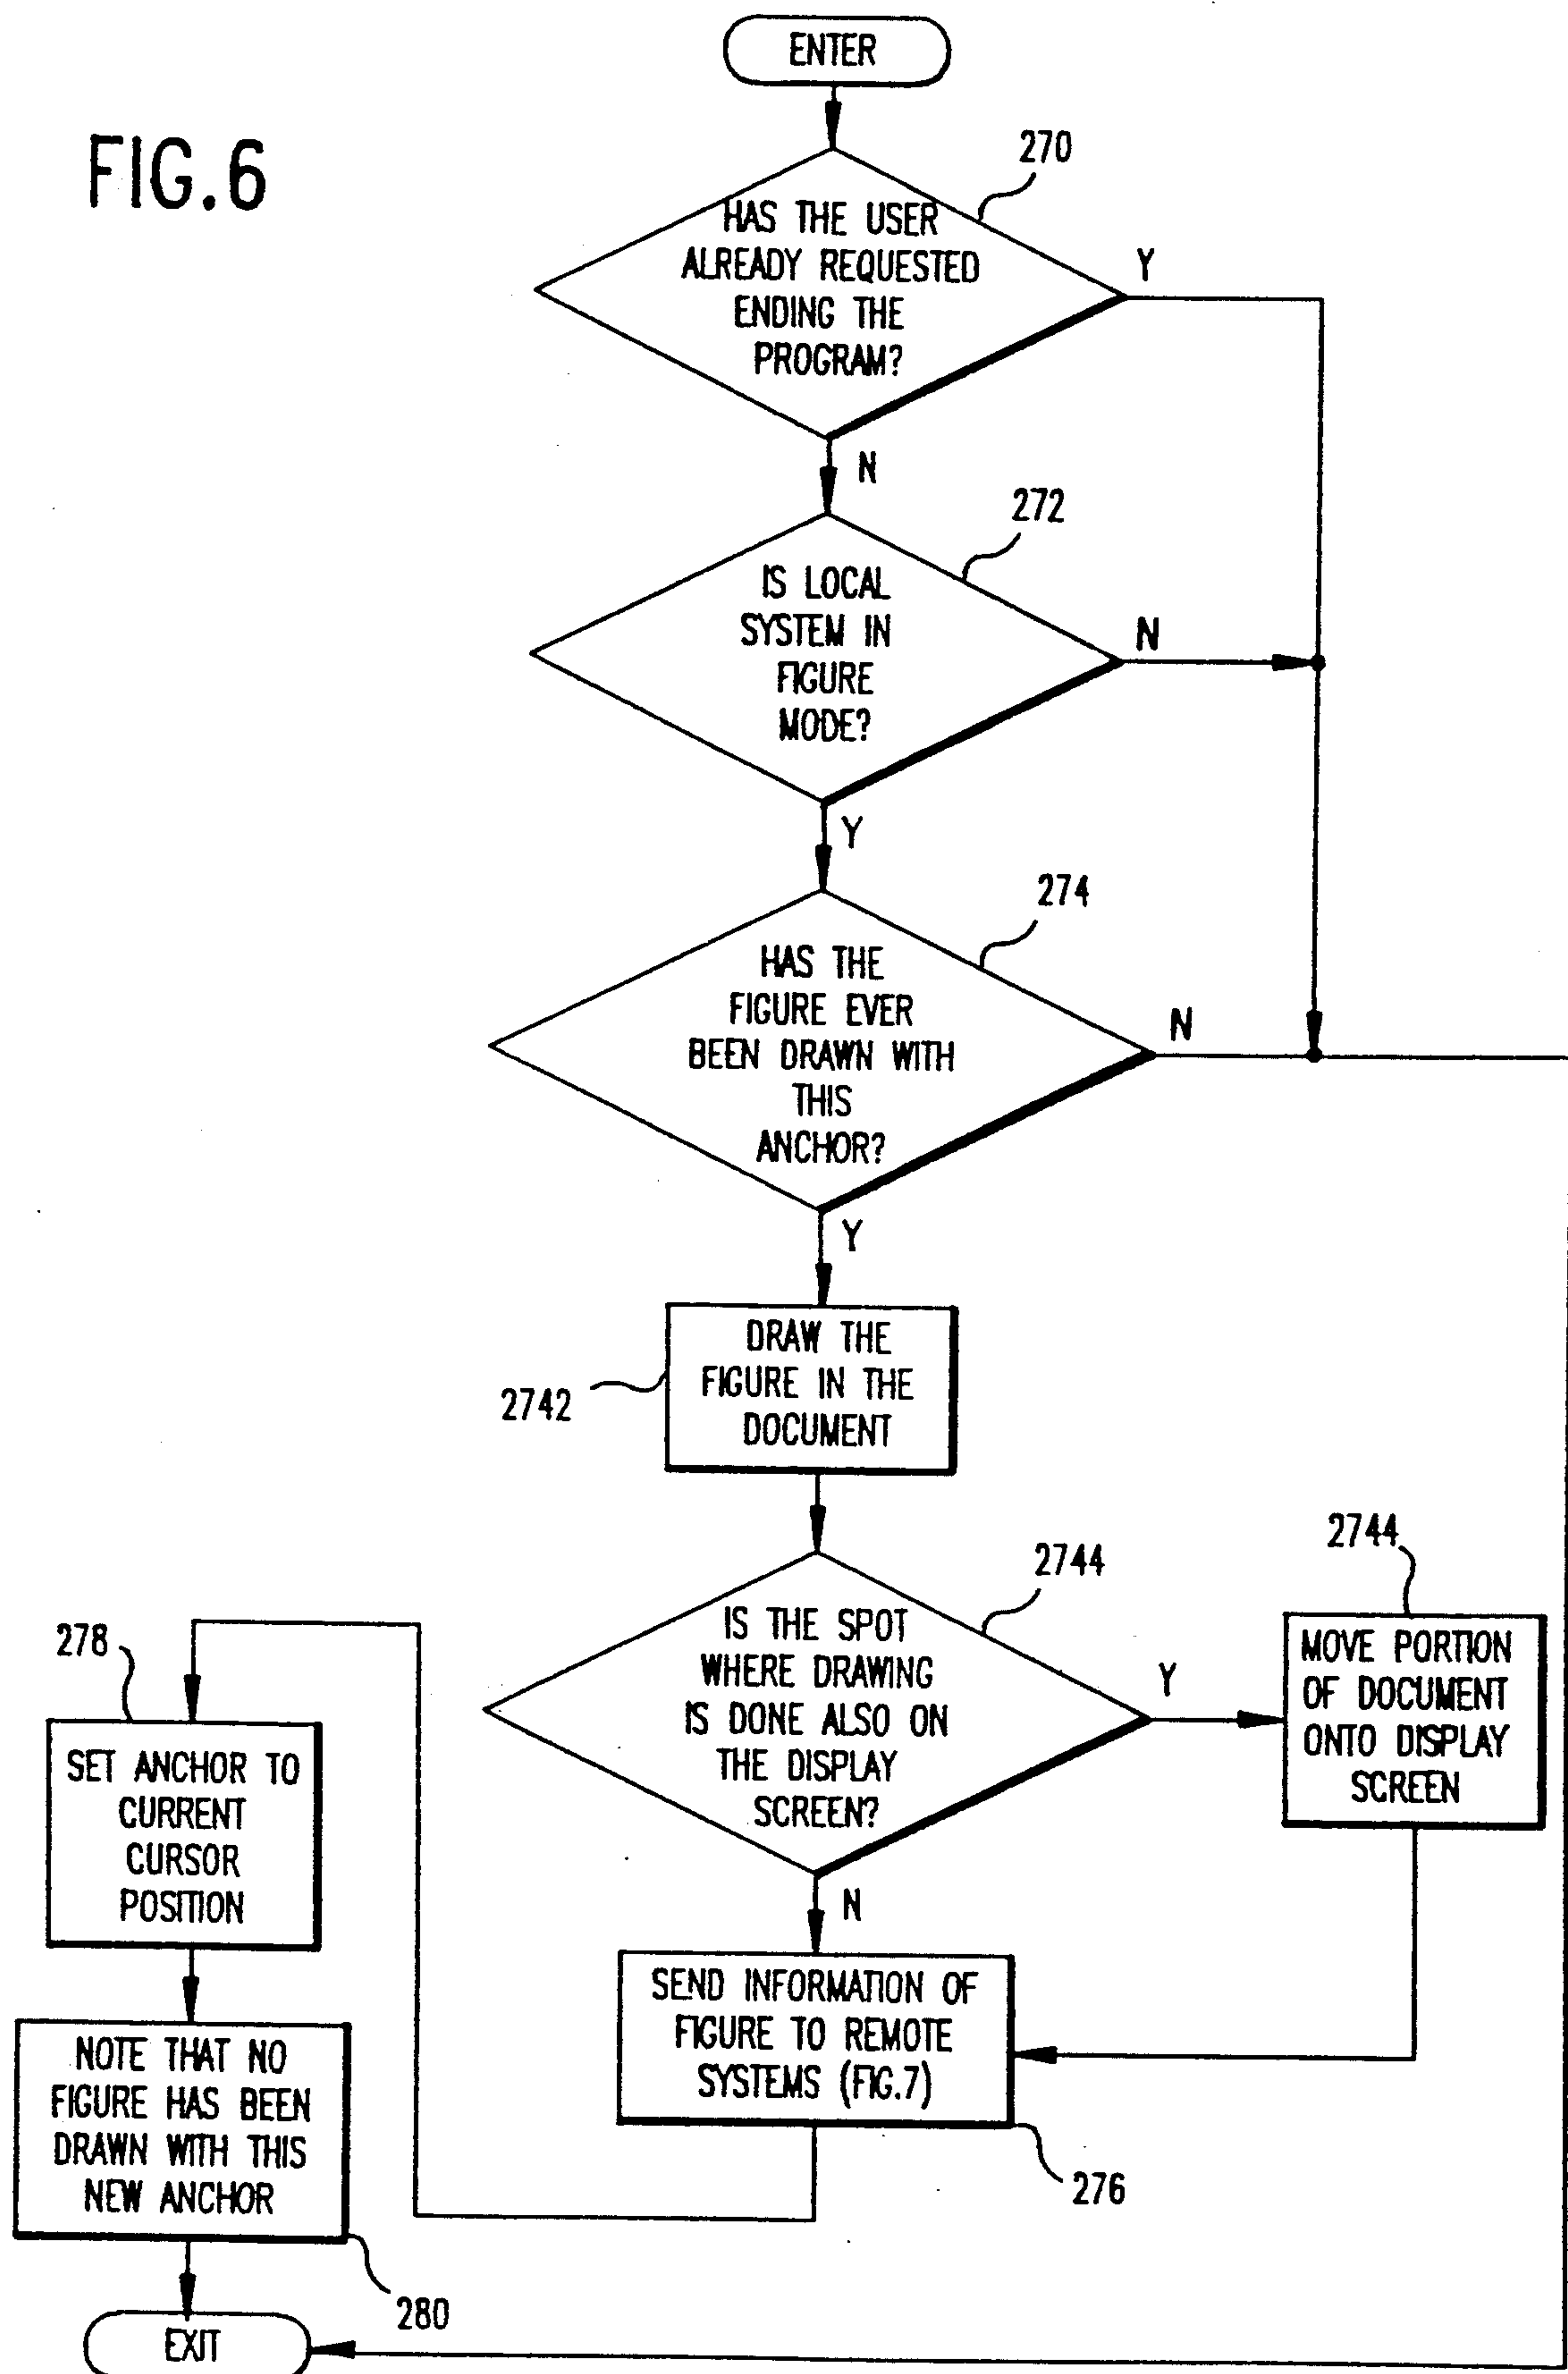 ENTER
FIG.6
270
HAS THE USER
ALREADY REQUESTED
ENDING THE
PROGRAM?
Y
N
272
IS LOCAL
SYSTEM IN
FIGURE
MODE?
N
Y
274
HAS THE
FIGURE EVER
BEEN DRAWN WITH
THIS
ANCHOR?
N
Y
DRAW THE
FIGURE IN THE
DOCUMENT
2742
2744
IS THE SPOT
WHERE DRAWING
IS DONE ALSO ON
THE DISPLAY
SCREEN?
Y
N
2744
MOVE PORTION
OF DOCUMENT
ONTO DISPLAY
SCREEN
SEND INFORMATION OF
FIGURE TO REMOTE
SYSTEMS (FIG.7)
276
278
SET ANCHOR TO
CURRENT
CURSOR
POSITION
NOTE THAT NO
FIGURE HAS BEEN
DRAWN WITH THIS
NEW ANCHOR
280
EXIT